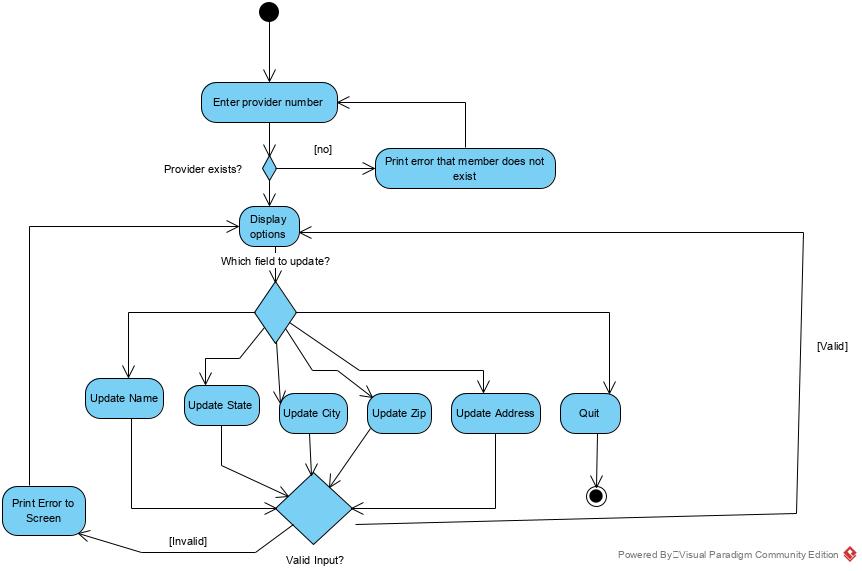 Enter provider number
[no]
Provider exists?
Print error that member does not
exist
Display
options
Which field to update?
[Valid]
Update Name
Update State
Update City
Update Zip
Update Address
Quit
Print Error to
Screen
[Invalid]
Valid Input?
Powered By Visual Paradigm Community Edition